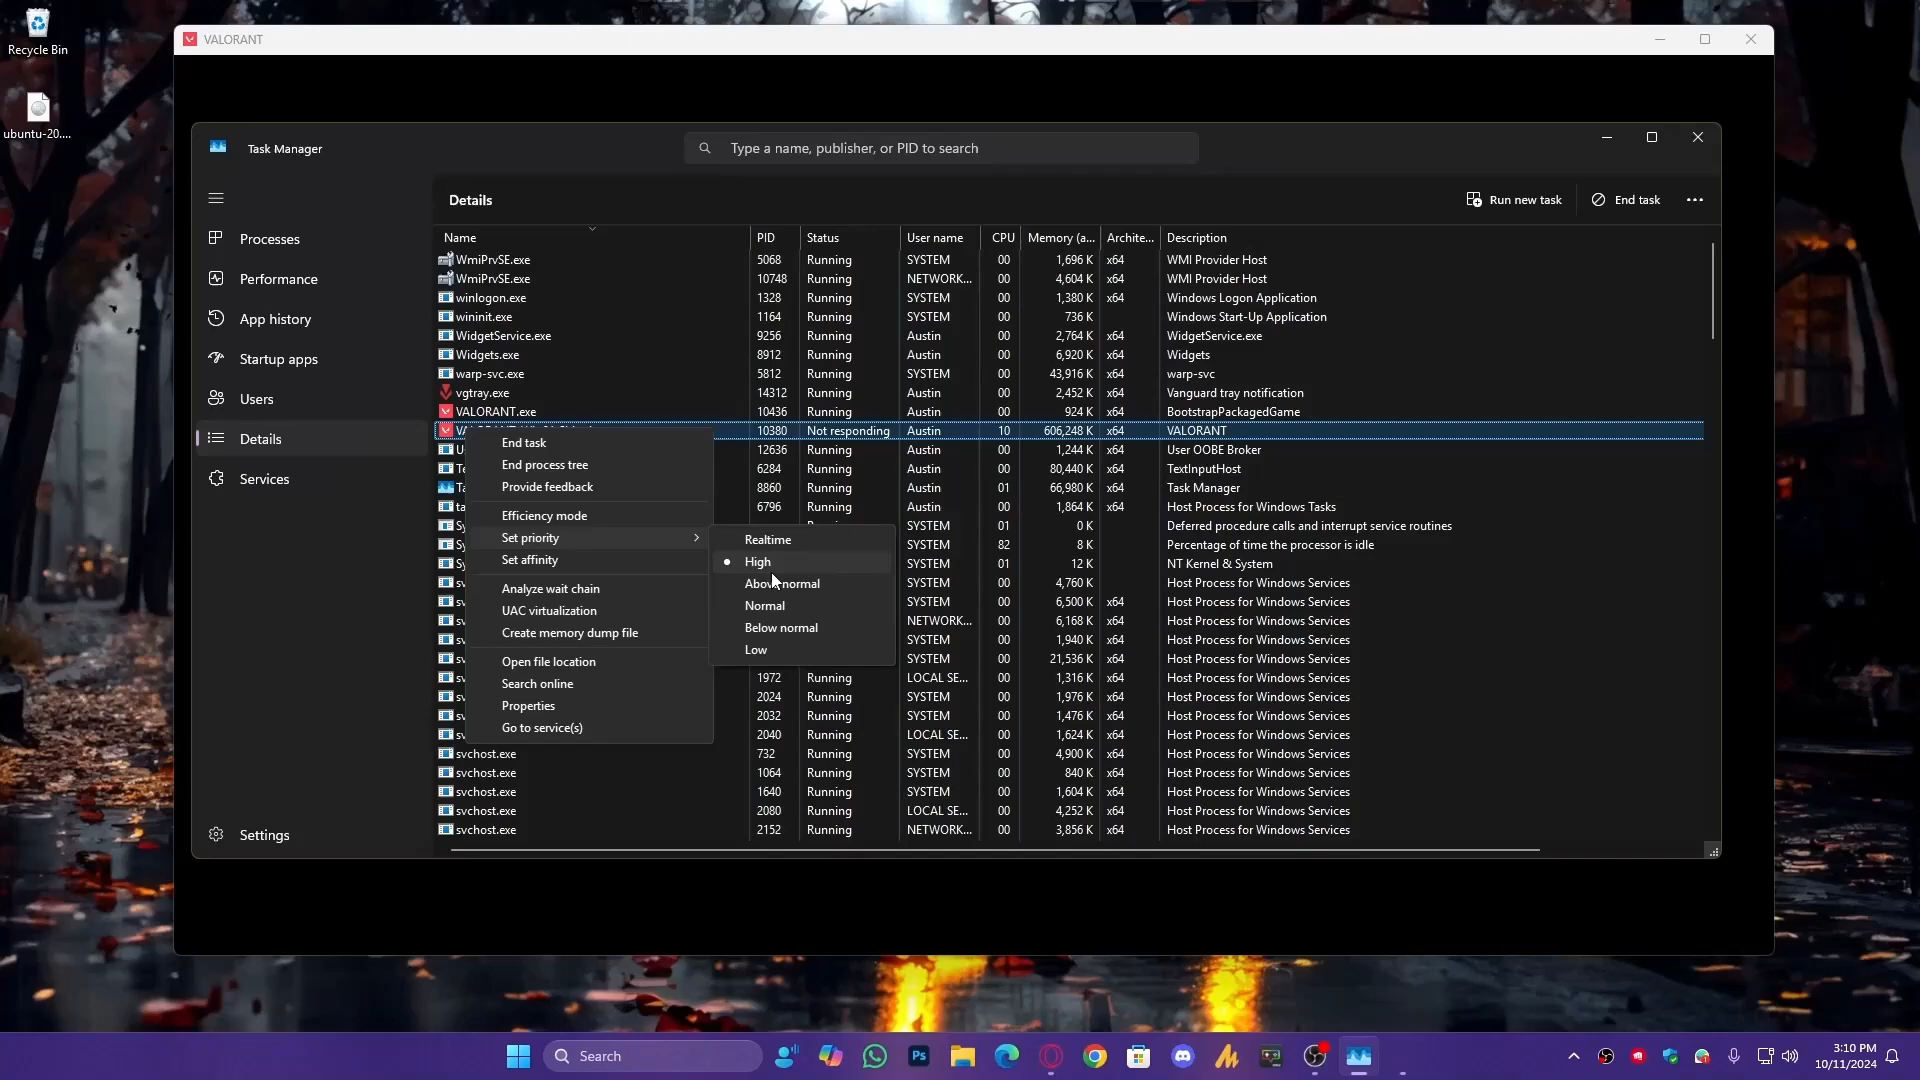 Recycle Bin
ubuntu-20....
VALORANT
Task Manager
Type a name, publisher, or PID to search
Details
Run new task
End task
Processes
Performance
App history
Startup apps
Users
Details
Services
Settings
Name PID Status User name CPU Memory (a... Archite... Description
WmiPrvSE.exe 5068 Running SYSTEM 00 1,696 K x64 WMI Provider Host
WmiPrvSE.exe 10748 Running NETWORK... 00 4,604 K x64 WMI Provider Host
winlogon.exe 1328 Running SYSTEM 00 1,380 K x64 Windows Logon Application
wininit.exe 1164 Running SYSTEM 00 736 K Windows Start-Up Application
WidgetService.exe 9256 Running Austin 00 2,764 K x64 WidgetService.exe
Widgets.exe 8912 Running Austin 00 6,920 K x64 Widgets
warp-svc.exe 5812 Running SYSTEM 00 43,916 K x64 warp-svc
vgtray.exe 14312 Running Austin 00 2,452 K x64 Vanguard tray notification
VALORANT.exe 10436 Running Austin 00 924 K x64 BootstrapPackagedGame
10380 Not responding Austin 10 606,248 K x64 VALORANT
12636 Running Austin 00 1,244 K x64 User OOBE Broker
Te 6284 Running Austin 00 80,440 K x64 TextInputHost
Ta 8860 Running Austin 01 66,980 K x64 Task Manager
ta 6796 Running Austin 00 1,864 K x64 Host Process for Windows Tasks
Sy SYSTEM 01 0 K Deferred procedure calls and interrupt service routines
Sy SYSTEM 82 8 K Percentage of time the processor is idle
Sy SYSTEM 01 12 K NT Kernel & System
sv SYSTEM 00 4,760 K Host Process for Windows Services
sv SYSTEM 00 6,500 K x64 Host Process for Windows Services
sv NETWORK... 00 6,168 K x64 Host Process for Windows Services
sv SYSTEM 00 1,940 K x64 Host Process for Windows Services
sv SYSTEM 00 21,536 K x64 Host Process for Windows Services
sv 1972 Running LOCAL SE... 00 1,316 K x64 Host Process for Windows Services
sv 2024 Running SYSTEM 00 1,976 K x64 Host Process for Windows Services
sv 2032 Running SYSTEM 00 1,476 K x64 Host Process for Windows Services
sv 2040 Running LOCAL SE... 00 1,624 K x64 Host Process for Windows Services
svchost.exe 732 Running SYSTEM 00 4,900 K x64 Host Process for Windows Services
svchost.exe 1064 Running SYSTEM 00 840 K x64 Host Process for Windows Services
svchost.exe 1640 Running SYSTEM 00 1,604 K x64 Host Process for Windows Services
svchost.exe 2080 Running LOCAL SE... 00 4,252 K x64 Host Process for Windows Services
svchost.exe 2152 Running NETWORK... 00 3,856 K x64 Host Process for Windows Services
End task
End process tree
Provide feedback
Efficiency mode
Set priority
Set affinity
Analyze wait chain
UAC virtualization
Create memory dump file
Open file location
Search online
Properties
Go to service(s)
Realtime
High
Above normal
Normal
Below normal
Low
Search
Ps
3:10 PM
10/11/2024